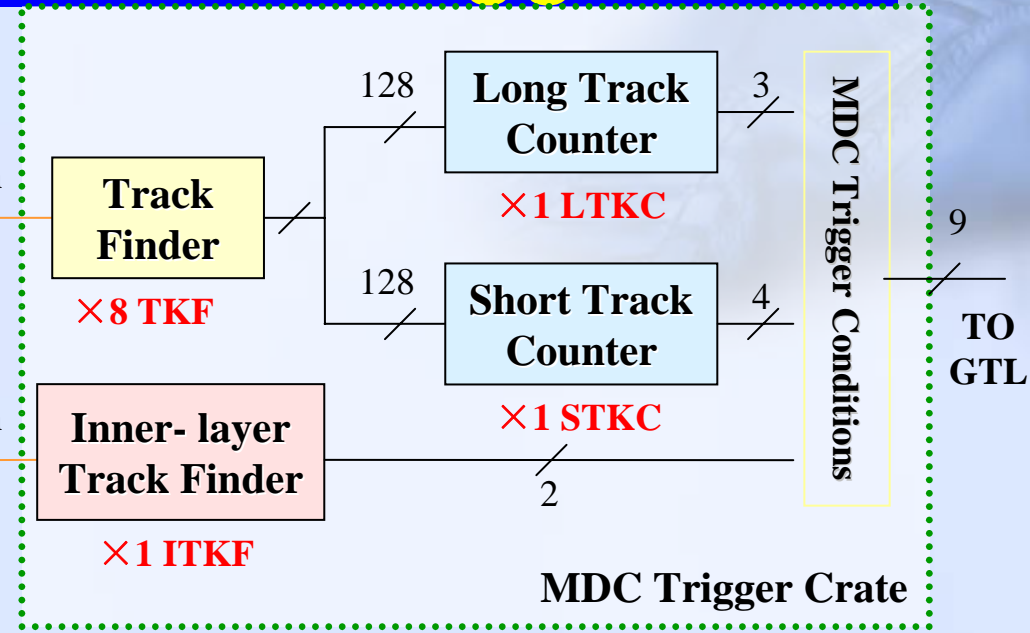 128
Long Track
Counter
3
×1 LTKC
Track
Finder
×8 TKF
128
Short Track
Counter
4
×1 STKC
Inner- layer
Track Finder
×1 ITKF
2
MDC Trigger Conditions
9
TO
GTL
MDC Trigger Crate